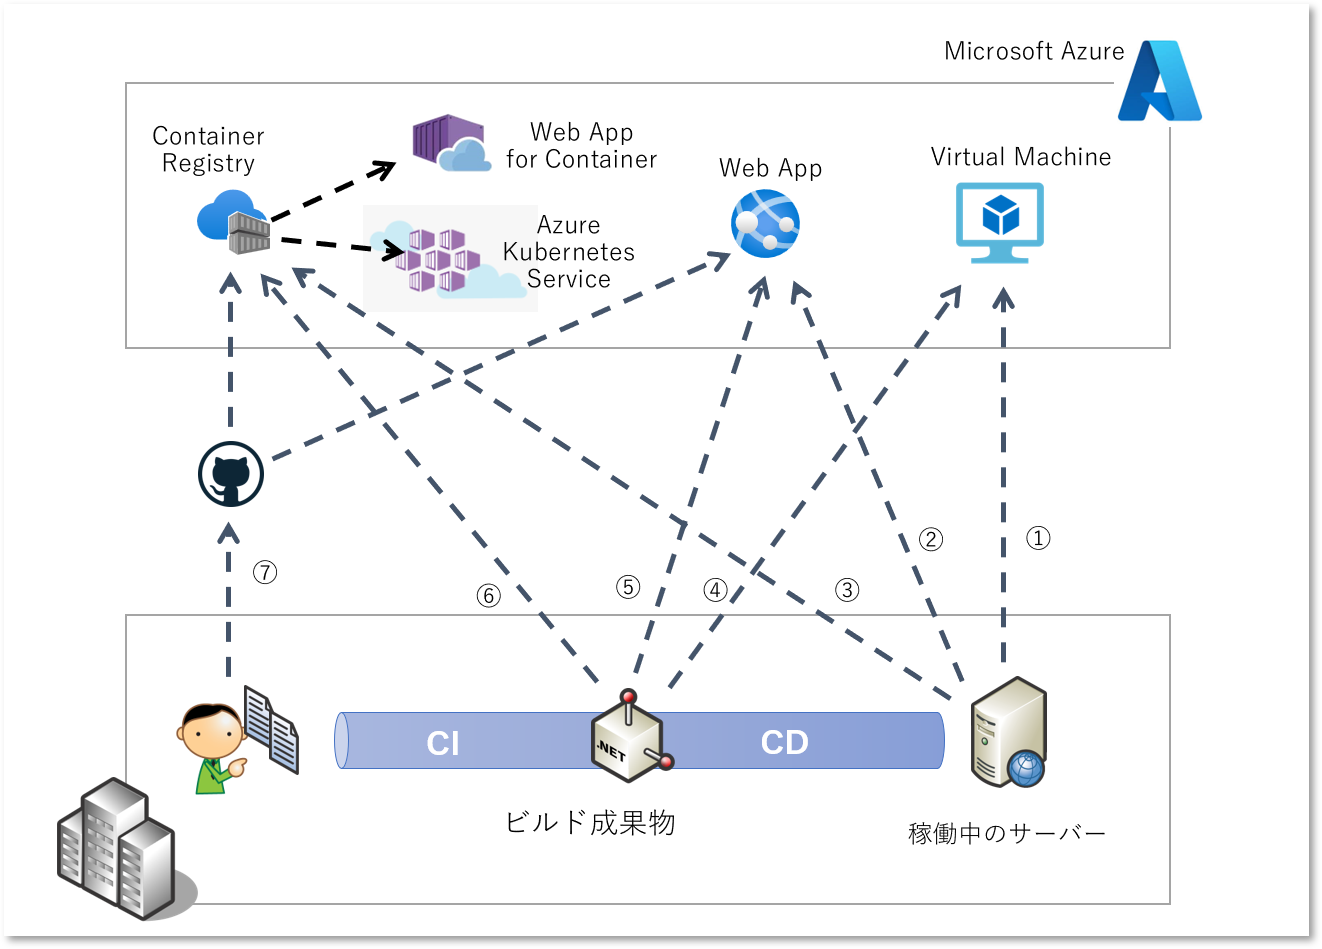 Microsoft Azure
Container
Registry
Web App
for Container
Web App
Virtual Machine
Azure
Kubernetes
Service
②
①
⑦
⑥
⑤
④
③
CI
.NET
CD
ビルド成果物
稼働中のサーバー